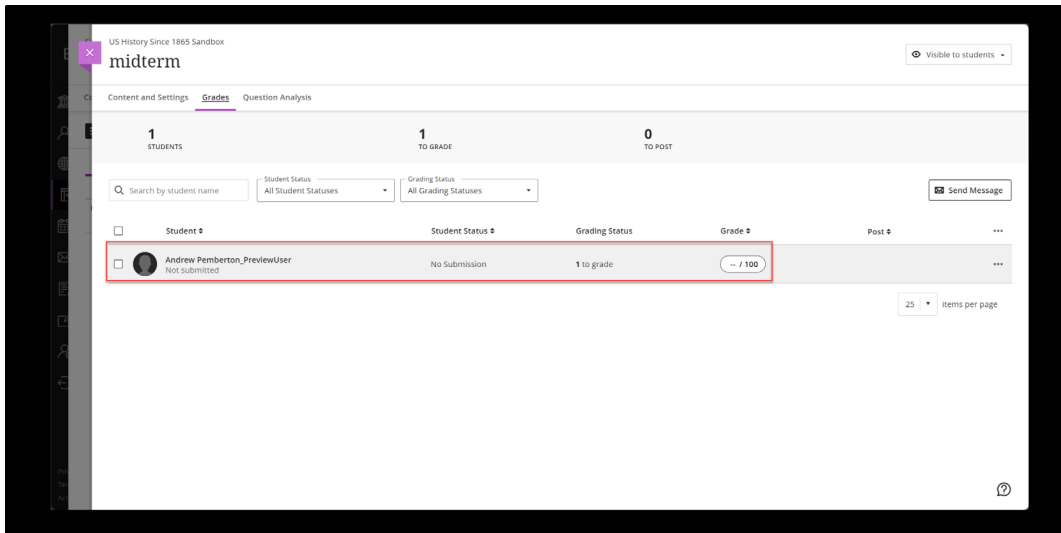 US History Since 1865 Sandbox
midterm
Visible to students
Content and Settings Grades Question Analysis
1 1 0
STUDENTS TO GRADE TO POST
Student Status Grading Status
Search by student name All Student Statuses All Grading Statuses Send Message
Student Student Status Grading Status Grade Post
Andrew Pemberton_PreviewUser No Submission 1 to grade -- / 100
Not submitted
25 items per page